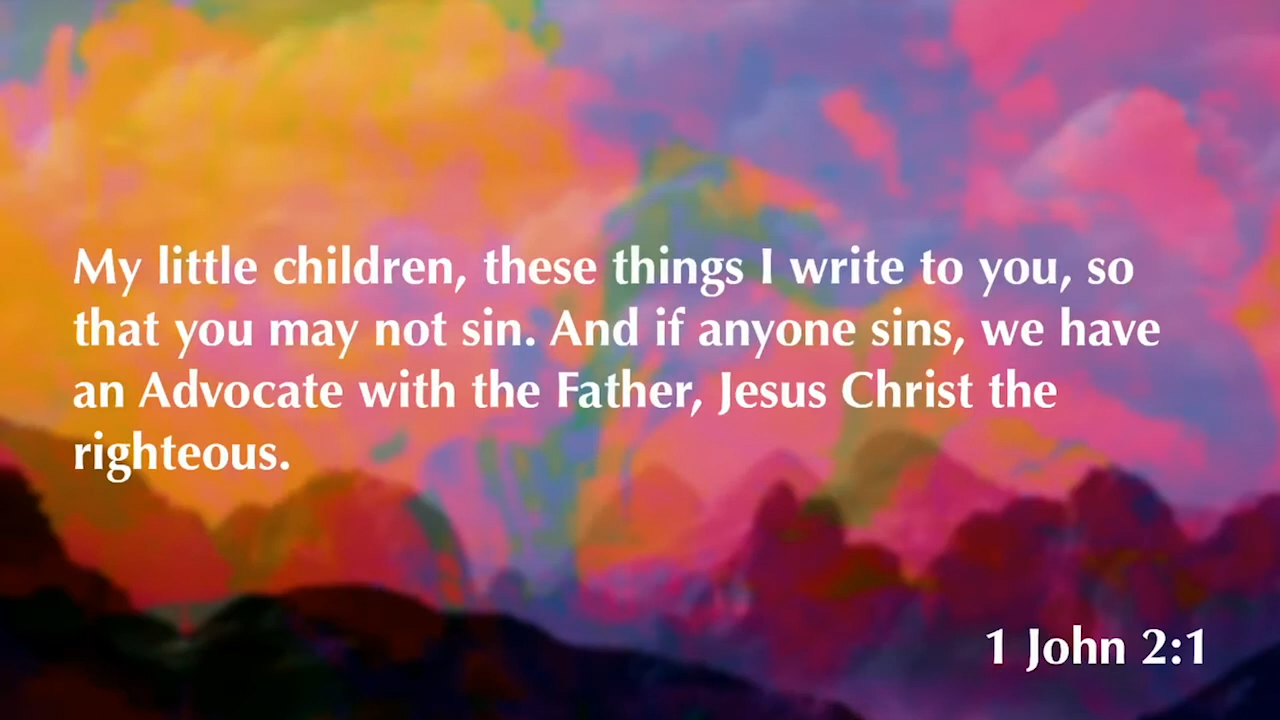 My little children, these things I write to you, so
that you may not sin. And if anyone sins, we have
an Advocate with the Father, Jesus Christ the
righteous.
1 John 2:1